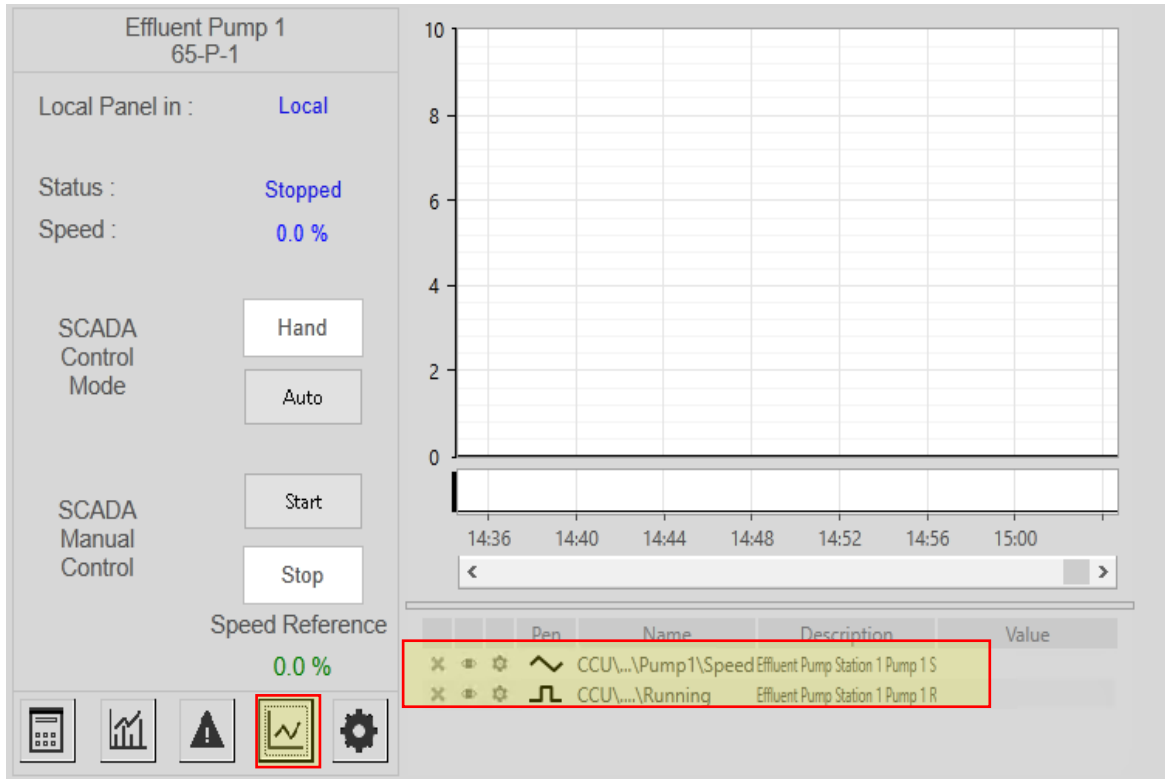 Effluent Pump 1
65-P-1
Local Panel in : Local
Status : Stopped
Speed : 0.0 %
SCADA
Control
Mode
Hand
Auto
SCADA
Manual
Control
Start
Stop
Speed Reference
0.0 %
10
8
6
4
2
0
14:36 14:40 14:44 14:48 14:52 14:56 15:00
Pen Name Description Value
CCU\...\Pump1\Speed Effluent Pump Station 1 Pump 1 S
CCU\...\Running Effluent Pump Station 1 Pump 1 R